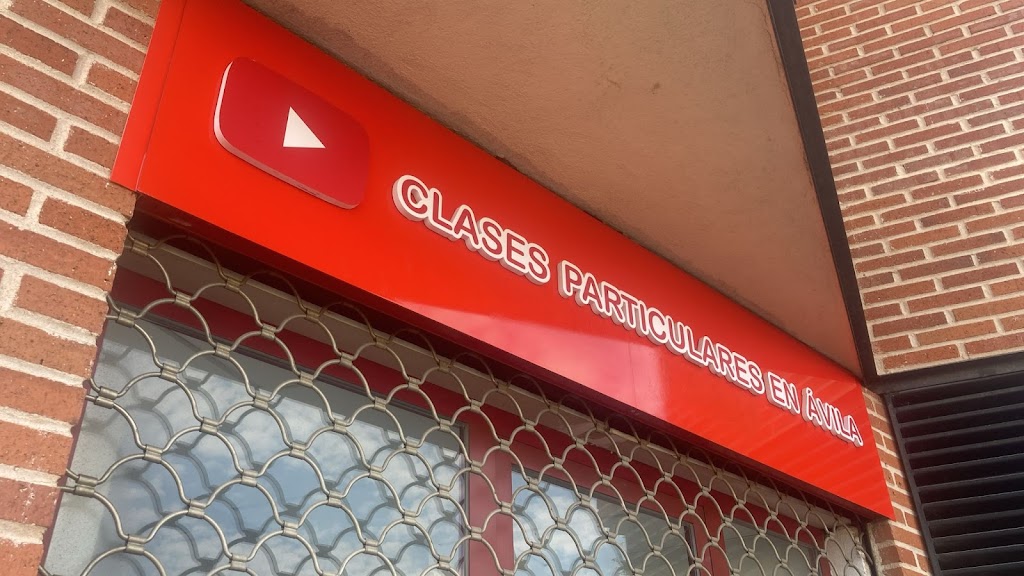 CLASES PARTICULARES EN ÁVILA